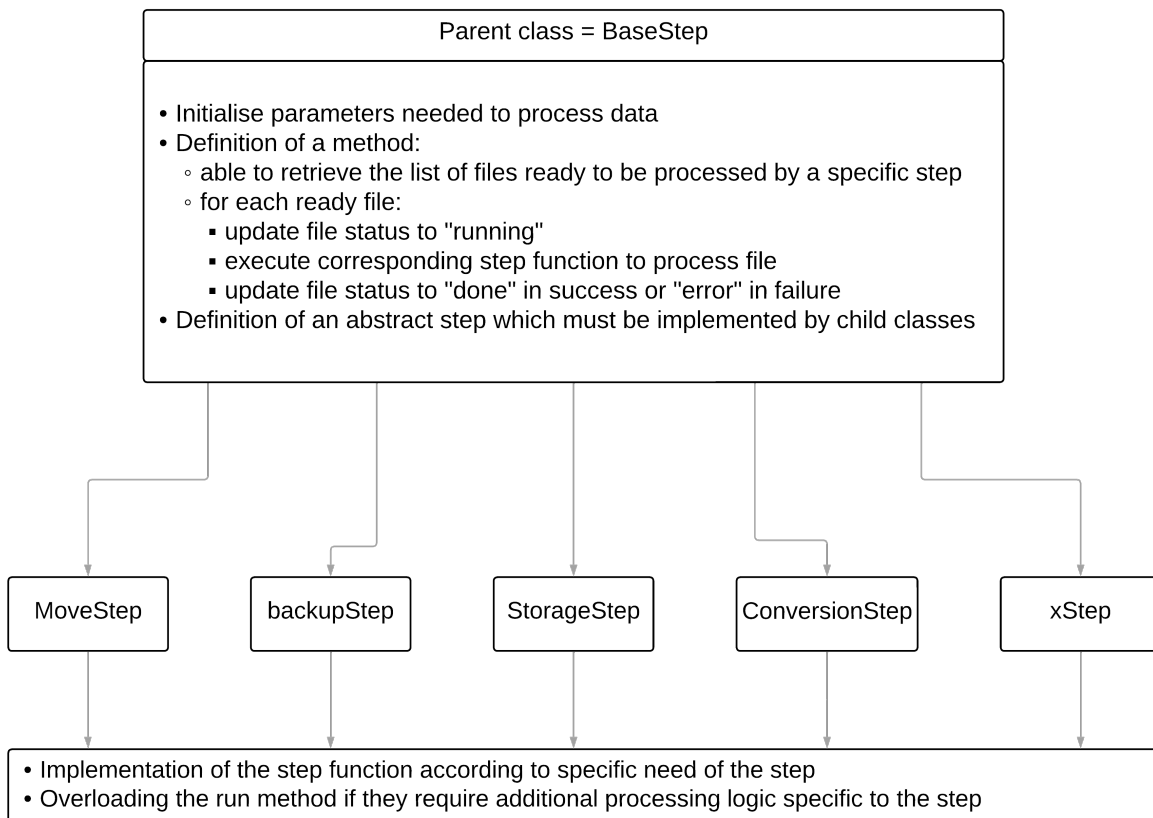 Parent class = BaseStep
• Initialise parameters needed to process data
• Definition of a method:
◦ able to retrieve the list of files ready to be processed by a specific step
◦ for each ready file:
▪ update file status to "running"
▪ execute corresponding step function to process file
▪ update file status to "done" in success or "error" in failure
• Definition of an abstract step which must be implemented by child classes
MoveStep
backupStep
StorageStep
ConversionStep
xStep
• Implementation of the step function according to specific need of the step
• Overloading the run method if they require additional processing logic specific to the step